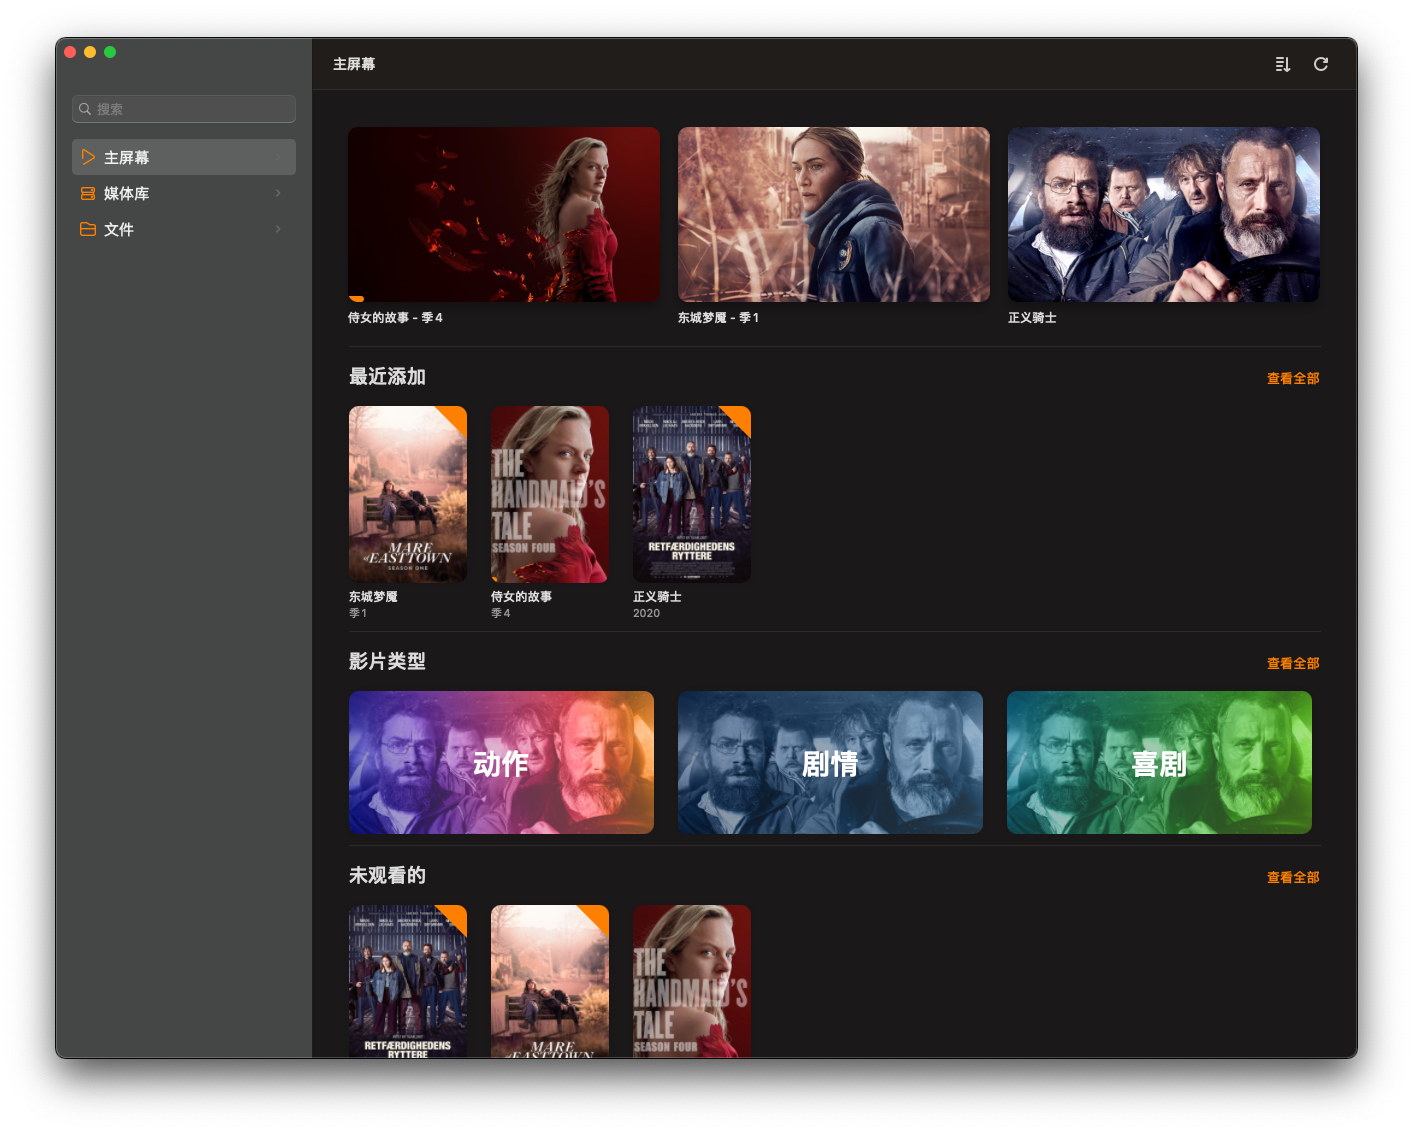 主屏幕
搜索
主屏幕
媒体库
文件
侍女的故事 - 季 4
东城梦魔 - 季 1
正义骑士
最近添加
查看全部
MARE
of EASTTOWN
SEASON ONE
THE
HANDMAID'S
TALE
SEASON FOUR
RETFÆRDIGHEDENS
RYTTERE
东城梦魔
季 1
侍女的故事
季 4
正义骑士
2020
影片类型
查看全部
动作
剧情
喜剧
未观看的
查看全部
RETFÆRDIGHEDENS
RYTTERE
MARE
of EASTTOWN
THE
HANDMAID'S
TALE
SEASON FOUR